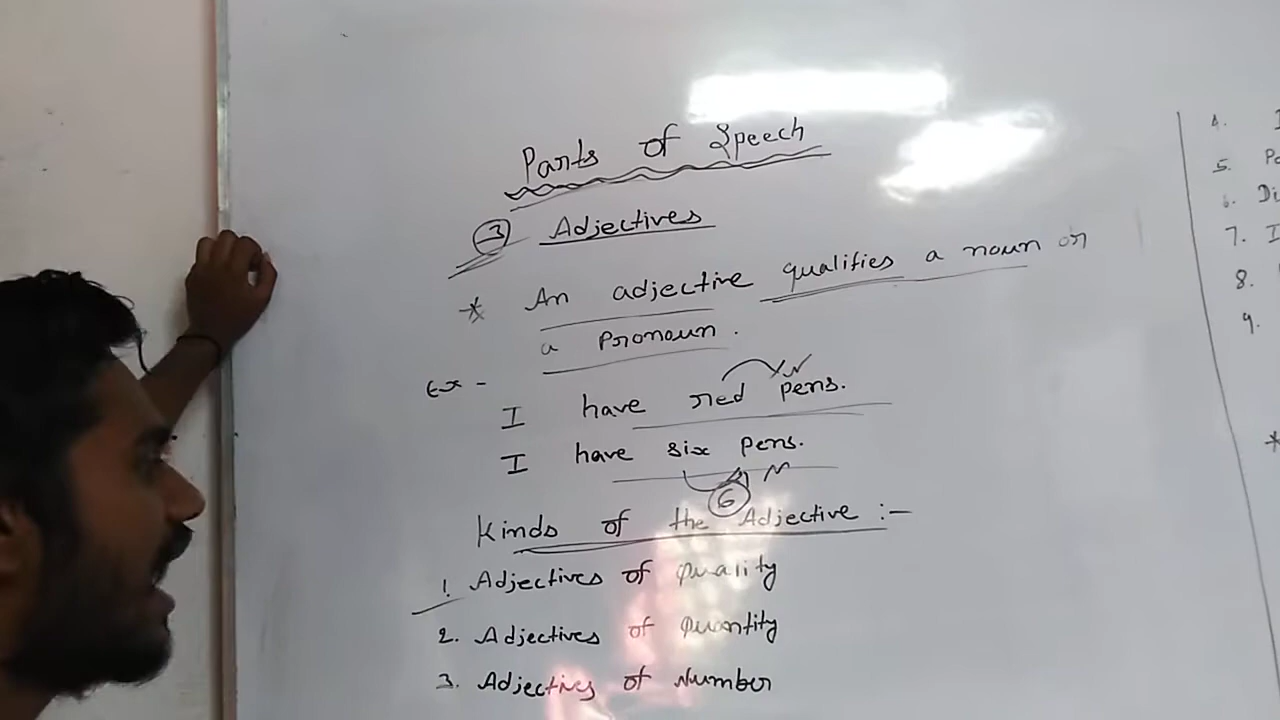 Parts of Speech
3 Adjectives
* An adjective qualifies a noun or
a Pronoun.
Ex -
I have red pens.
N
I have six pens.
6 N
Kinds of the Adjective :-
1. Adjectives of Quality
2. Adjectives of Quantity
3. Adjectives of Number
4.
5.
6. Di
7. I
8.
9.
*